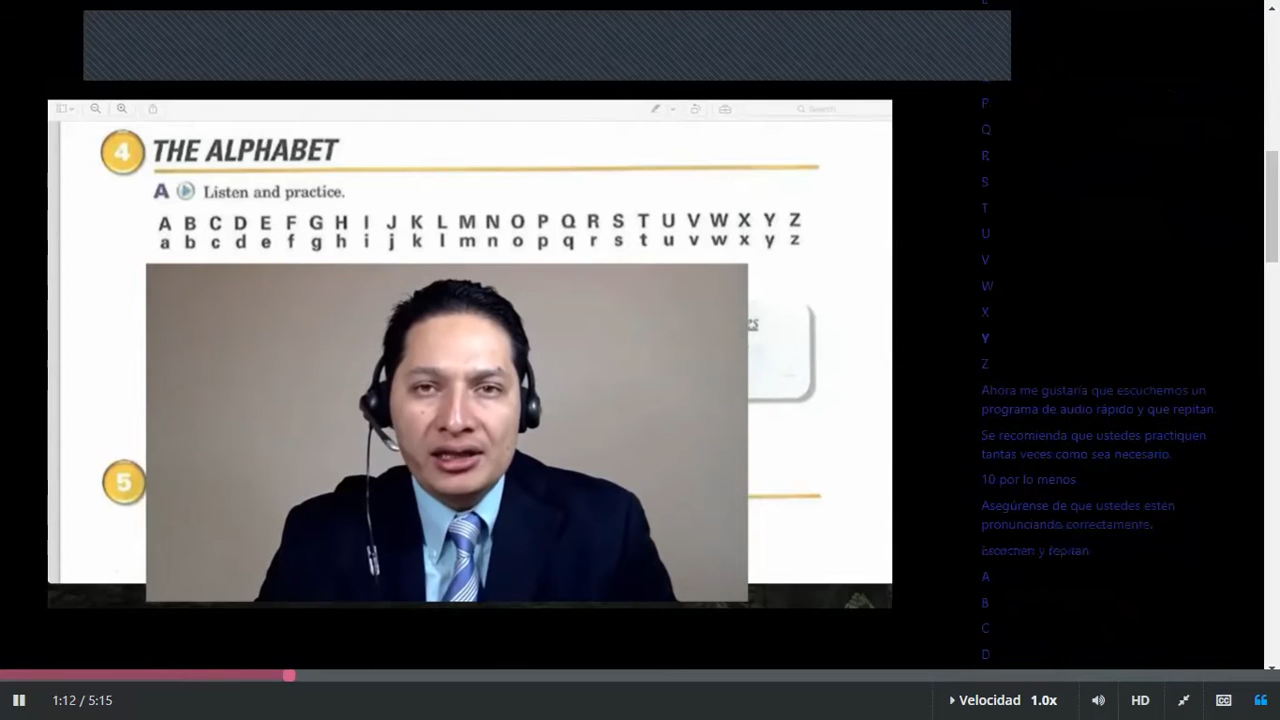 4 THE ALPHABET
A Listen and practice.
A B C D E F G H I J K L M N O P Q R S T U V W X Y Z
a b c d e f g h i j k l m n o p q r s t u v w x y z
5
Search
P
Q
R
S
T
U
V
W
X
Y
Z
Ahora me gustaría que escuchemos un
programa de audio rápido y que repitan.
Se recomienda que ustedes practiquen
tantas veces como sea necesario.
10 por lo menos
Asegúrense de que ustedes estén
pronunciando correctamente.
Escuchen y repitan
A
B
C
D
1:12 / 5:15
Velocidad 1.0x
HD
CC